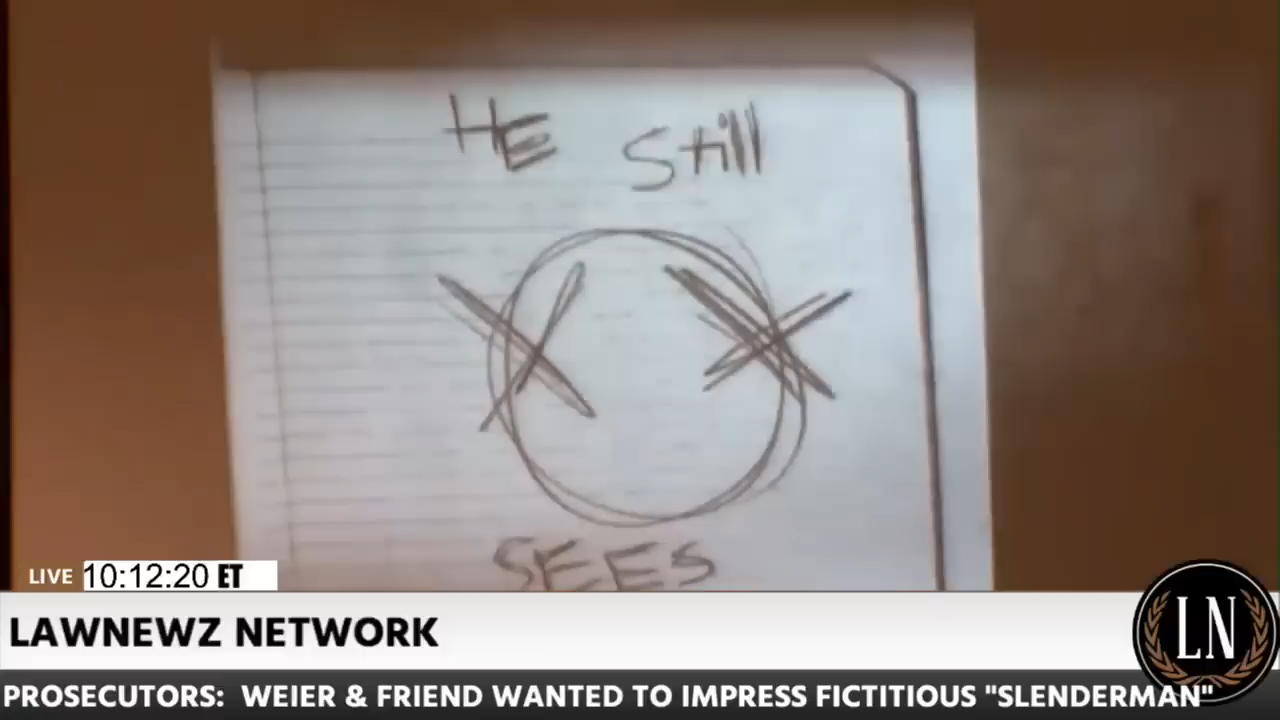 HE Still
SEES
LIVE 10:12:20 ET
LAWNEWZ NETWORK
LN
PROSECUTORS: WEIER & FRIEND WANTED TO IMPRESS FICTITIOUS "SLENDERMAN"